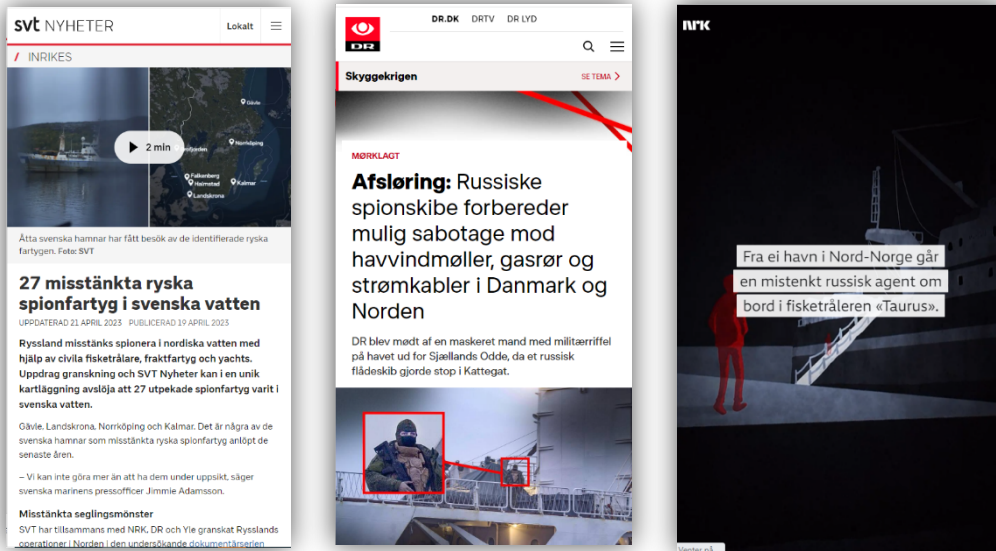 svt NYHETER
Lokalt
/ INRIKES
2 min
Gävle
Norrköping
Falkenberg
Halmstad
Kalmar
Landskrona
Åtta svenska hamnar har fått besök av de identifierade ryska
fartygen. Foto: SVT
27 misstänkta ryska
spionfartyg i svenska vatten
UPPDATERAD 21 APRIL 2023 PUBLICERAD 19 APRIL 2023
Ryssland misstänks spionera i nordiska vatten med
hjälp av civila fisketrålare, fraktfartyg och yachts.
Uppdrag granskning och SVT Nyheter kan i en unik
kartläggning avslöja att 27 utpekade spionfartyg varit i
svenska vatten.
Gävle, Landskrona, Norrköping och Kalmar. Det är några av de
svenska hamnar som misstänkta ryska spionfartyg anlöpt de
senaste åren.
– Vi kan inte göra mer än att ha dem under uppsikt, säger
svenska marinens pressofficer Jimmie Adamsson.
Misstänkta seglingsmönster
SVT har tillsammans med NRK, DR och Yle granskat Rysslands
operationer i Norden i den undersökande dokumentärserien
DR.DK DRTV DR LYD
DR
Skyggekrigen
SE TEMA
MØRKLAGT
Afsløring: Russiske
spionskibe forbereder
mulig sabotage mod
havvindmøller, gasrør og
strømkabler i Danmark og
Norden
DR blev mødt af en maskeret mand med militærriffel
på havet ud for Sjællands Odde, da et russisk
flådeskib gjorde stop i Kattegat.
NRK
Fra ei havn i Nord-Norge går
en mistenkt russisk agent om
bord i fisketråleren «Taurus».
Venter på